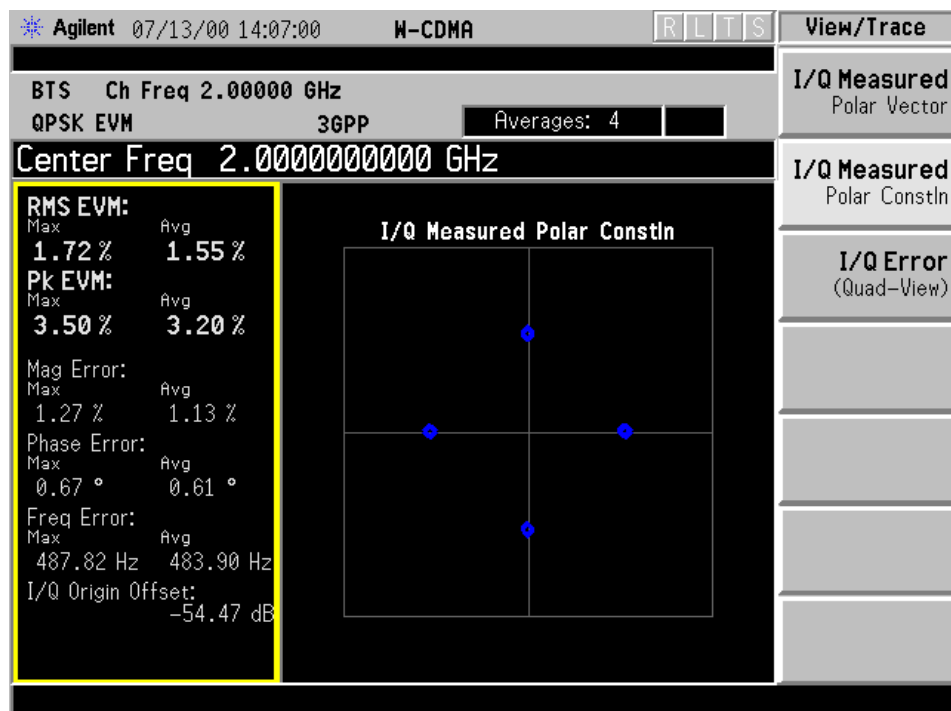 Agilent 07/13/00 14:07:00 W-CDMA R L T S
BTS Ch Freq 2.00000 GHz
QPSK EVM 3GPP Averages: 4
Center Freq 2.0000000000 GHz
RMS EVM:
Max Avg
1.72 % 1.55 %
Pk EVM:
Max Avg
3.50 % 3.20 %
Mag Error:
Max Avg
1.27 % 1.13 %
Phase Error:
Max Avg
0.67 ° 0.61 °
Freq Error:
Max Avg
487.82 Hz 483.90 Hz
I/Q Origin Offset:
-54.47 dB
I/Q Measured Polar Constln
View/Trace
I/Q Measured
Polar Vector
I/Q Measured
Polar Constln
I/Q Error
(Quad-View)